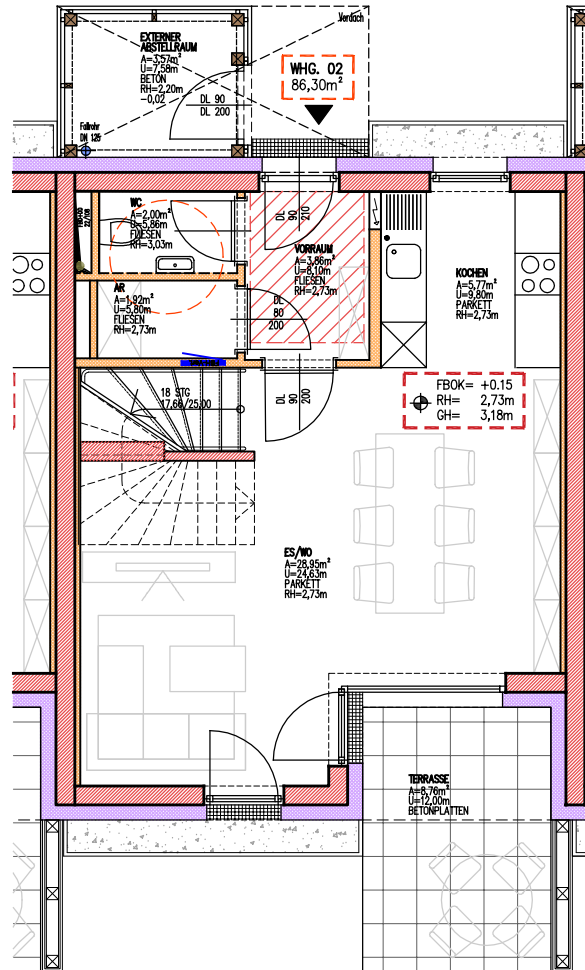 EXTERNER
ABSTELLRAUM
A=3,57m²
U=7,58m
BETON
RH=2,20m
-0,02
Vordach
WHG. 02
86,30m²
DL 90
DL 200
Fallrohr
DN 125
WC
A=2,00m²
U=5,86m
FLIESEN
RH=3,03m
DL
90
210
VORRAUM
A=3,86m²
U=8,10m
FLIESEN
RH=2,73m
KOCHEN
A=5,77m²
U=9,80m
PARKETT
RH=2,73m
AR
A=1,92m²
U=5,80m
FLIESEN
RH=2,73m
DL
80
200
18 STG
17,66/25,00
DL
90
200
FBOK= +0.15
RH= 2,73m
GH= 3,18m
ES/WO
A=28,95m²
U=24,63m
PARKETT
RH=2,73m
TERRASSE
A=8,76m²
U=12,00m
BETONPLATTEN